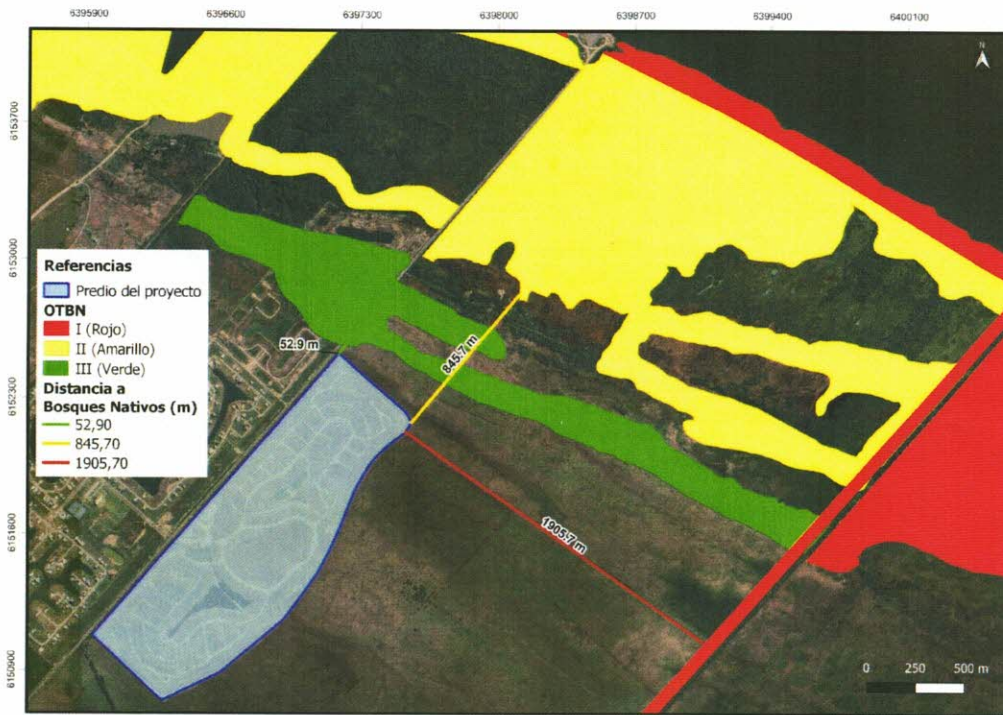 6395900 6396600 6397300 6398000 6398700 6399400 6400100
N
6153700
6153000
6152300
6151600
6150900
Referencias
Predio del proyecto
OTBN
I (Rojo)
II (Amarillo)
III (Verde)
Distancia a
Bosques Nativos (m)
52,90
845,70
1905,70
52.9 m
845.7 m
1905.7 m
0 250 500 m